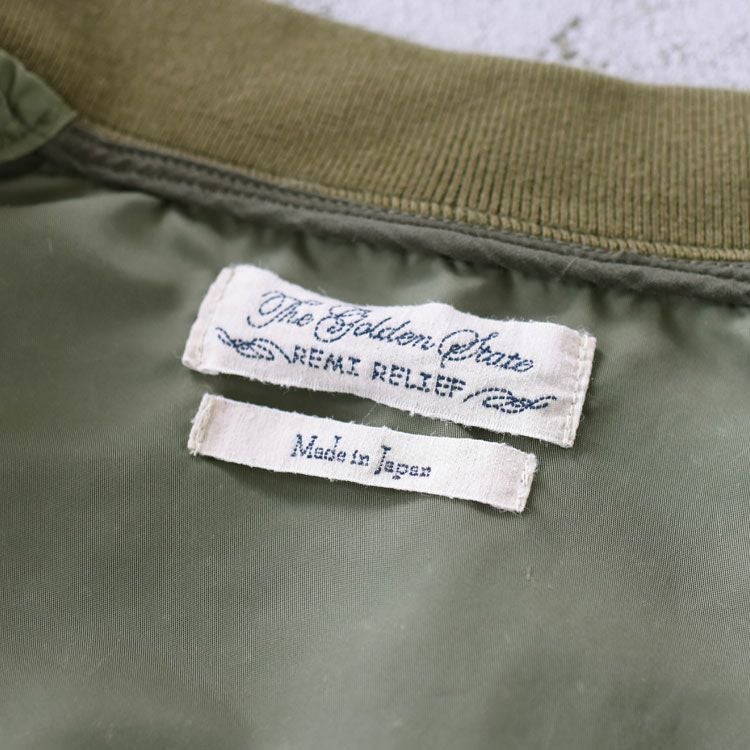 The Golden State
REMI RELIEF
Made in Japan